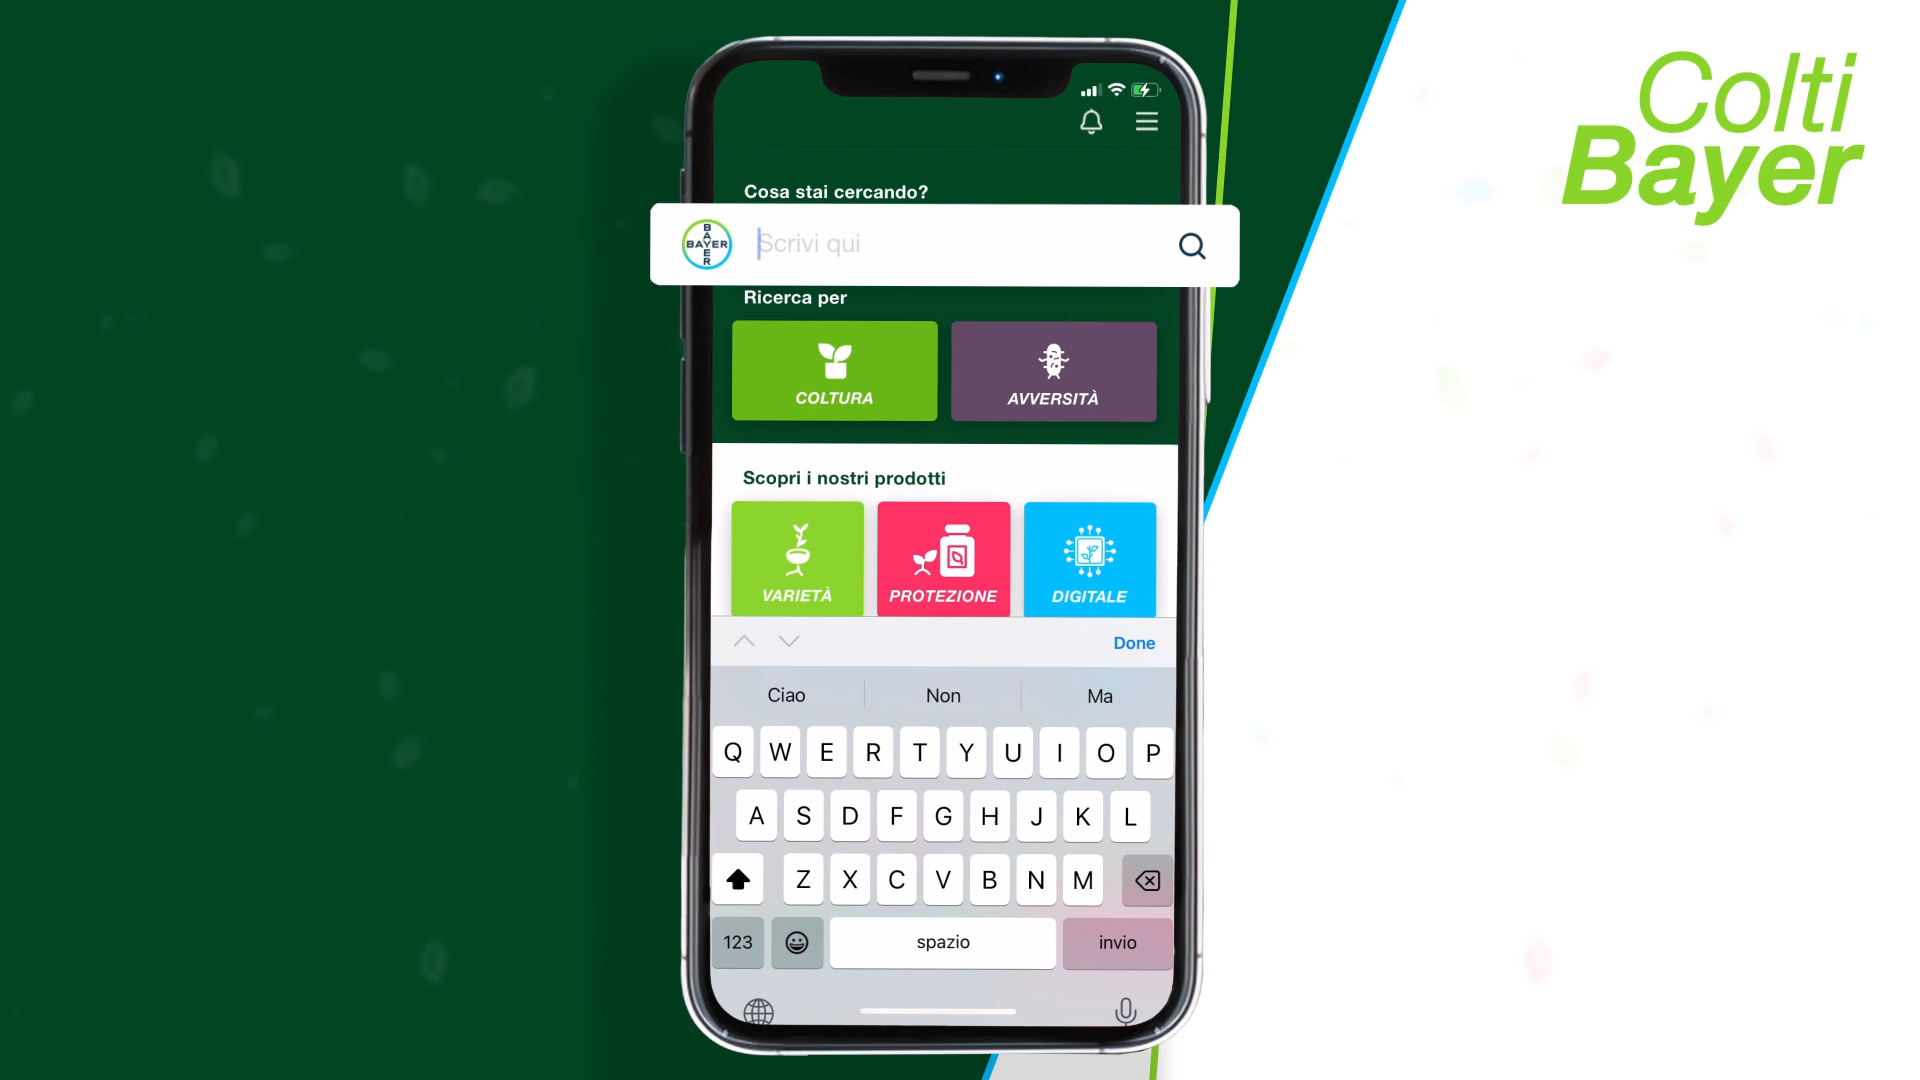 Colti
Bayer
Cosa stai cercando?
BAYER
BAYER
Scrivi qui
Ricerca per
COLTURA
AVVERSITÀ
Scopri i nostri prodotti
VARIETÀ
PROTEZIONE
DIGITALE
Done
Ciao
Non
Ma
Q W E R T Y U I O P
A S D F G H J K L
Z X C V B N M
123
spazio
invio